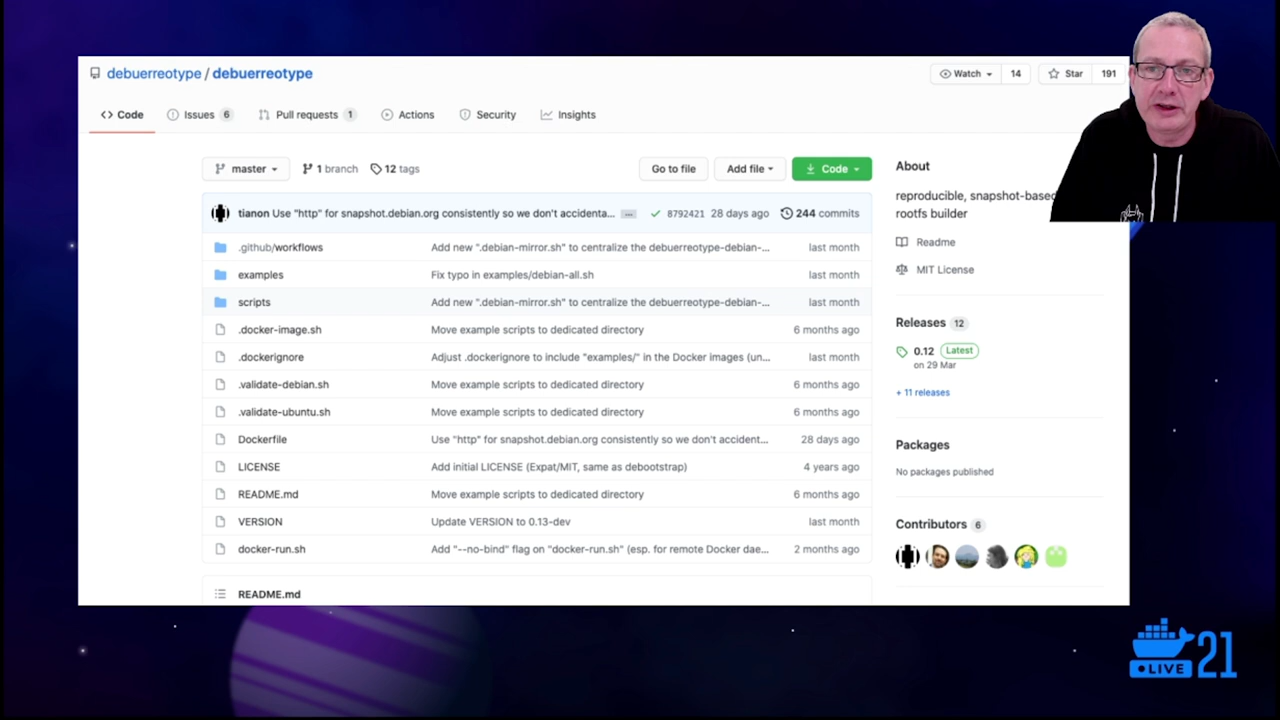 debuerreotype / debuerreotype
Watch 14 Star 191
Code Issues 6 Pull requests 1 Actions Security Insights
master 1 branch 12 tags Go to file Add file Code
tianon Use "http" for snapshot.debian.org consistently so we don't accidenta... ... 8792421 28 days ago 244 commits
.github/workflows Add new ".debian-mirror.sh" to centralize the debuerreotype-debian-... last month
examples Fix typo in examples/debian-all.sh last month
scripts Add new ".debian-mirror.sh" to centralize the debuerreotype-debian-... last month
.docker-image.sh Move example scripts to dedicated directory 6 months ago
.dockerignore Adjust .dockerignore to include "examples/" in the Docker images (un... last month
.validate-debian.sh Move example scripts to dedicated directory 6 months ago
.validate-ubuntu.sh Move example scripts to dedicated directory 6 months ago
Dockerfile Use "http" for snapshot.debian.org consistently so we don't accident... 28 days ago
LICENSE Add initial LICENSE (Expat/MIT, same as debootstrap) 4 years ago
README.md Move example scripts to dedicated directory 6 months ago
VERSION Update VERSION to 0.13-dev last month
docker-run.sh Add "--no-bind" flag on "docker-run.sh" (esp. for remote Docker dae... 2 months ago
README.md
About
reproducible, snapshot-based
rootfs builder
Readme
MIT License
Releases 12
0.12 Latest
on 29 Mar
+ 11 releases
Packages
No packages published
Contributors 6
LIVE 21